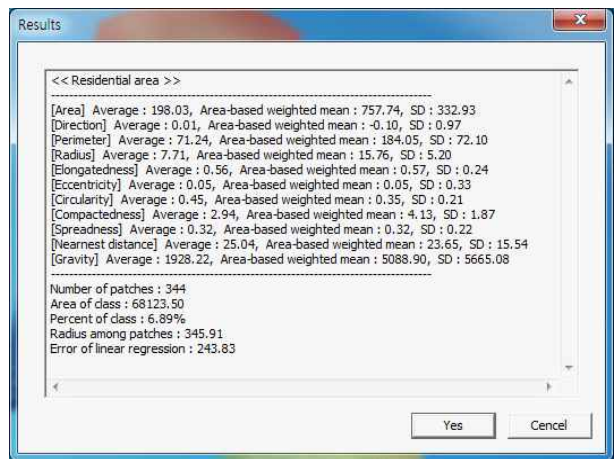 Results
<< Residential area >>
[Area] Average : 198.03, Area-based weighted mean : 757.74, SD : 332.93
[Direction] Average : 0.01, Area-based weighted mean : -0.10, SD : 0.97
[Perimeter] Average : 71.24, Area-based weighted mean : 184.05, SD : 72.10
[Radius] Average : 7.71, Area-based weighted mean : 15.76, SD : 5.20
[Elongatedness] Average : 0.56, Area-based weighted mean : 0.57, SD : 0.24
[Eccentricity] Average : 0.05, Area-based weighted mean : 0.05, SD : 0.33
[Circularity] Average : 0.45, Area-based weighted mean : 0.35, SD : 0.21
[Compactedness] Average : 2.94, Area-based weighted mean : 4.13, SD : 1.87
[Spreadness] Average : 0.32, Area-based weighted mean : 0.32, SD : 0.22
[Nearnest distance] Average : 25.04, Area-based weighted mean : 23.65, SD : 15.54
[Gravity] Average : 1928.22, Area-based weighted mean : 5088.90, SD : 5665.08
Number of patches : 344
Area of class : 68123.50
Percent of class : 6.89%
Radius among patches : 345.91
Error of linear regression : 243.83
Yes Cencel